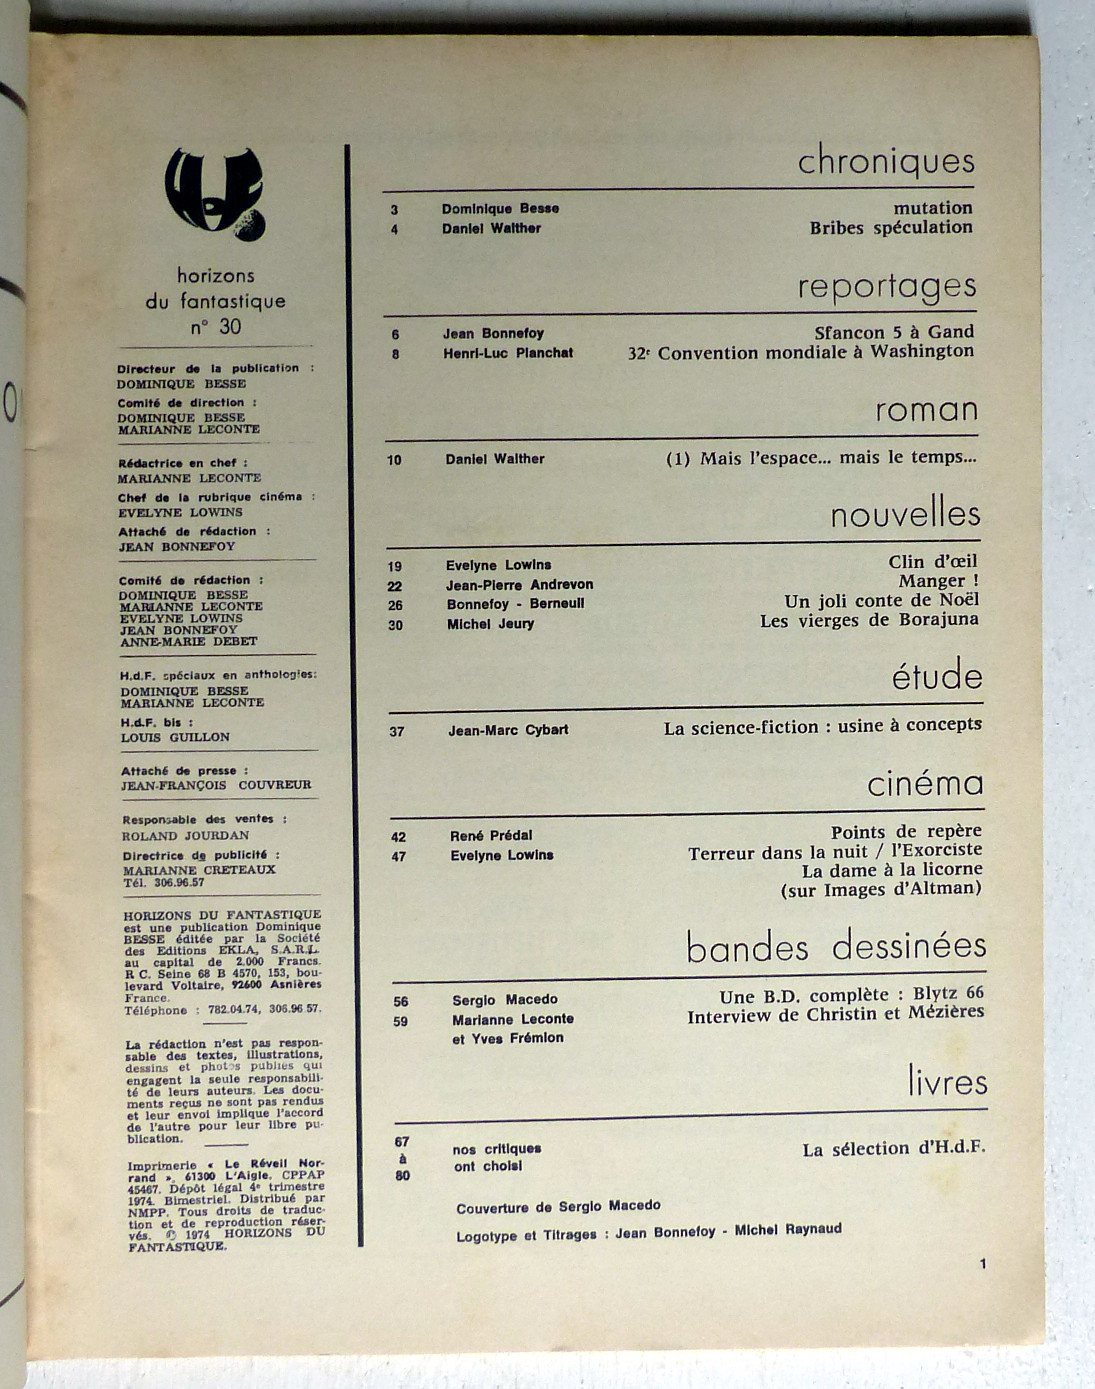 horizons
du fantastique
n° 30
Directeur de la publication :
DOMINIQUE BESSE
Comité de direction :
DOMINIQUE BESSE
MARIANNE LECONTE
Rédactrice en chef :
MARIANNE LECONTE
Chef de la rubrique cinéma :
EVELYNE LOWINS
Attaché de rédaction :
JEAN BONNEFOY
Comité de rédaction :
DOMINIQUE BESSE
MARIANNE LECONTE
EVELYNE LOWINS
JEAN BONNEFOY
ANNE-MARIE DEBET
H.d.F. spéciaux en anthologies:
DOMINIQUE BESSE
MARIANNE LECONTE
H.d.F. bis :
LOUIS GUILLON
Attaché de presse :
JEAN-FRANÇOIS COUVREUR
Responsable des ventes :
ROLAND JOURDAN
Directrice de publicité :
MARIANNE CRETEAUX
Tél. 306.96.57
HORIZONS DU FANTASTIQUE
est une publication Dominique
BESSE éditée par la Société
des Editions EKLA, S.A.R.L.
au capital de 2.000 Francs.
R C. Seine 68 B 4570, 153, bou-
levard Voltaire, 92600 Asnières
France.
Téléphone : 782.04.74, 306.96 57.
La rédaction n'est pas respon-
sable des textes, illustrations,
dessins et photos publiés qui
engagent la seule responsabili-
té de leurs auteurs. Les docu-
ments reçus ne sont pas rendus
et leur envoi implique l'accord
de l'autre pour leur libre pu-
blication.
Imprimerie « Le Réveil Nor-
rand », 61300 L'Aigle. CPPAP
45467. Dépôt légal 4e trimestre
1974. Bimestriel. Distribué par
NMPP. Tous droits de traduc-
tion et de reproduction réser-
vés. © 1974 HORIZONS DU
FANTASTIQUE.
chroniques
3 Dominique Besse mutation
4 Daniel Walther Bribes spéculation
reportages
6 Jean Bonnefoy Sfancon 5 à Gand
8 Henri-Luc Planchat 32e Convention mondiale à Washington
roman
10 Daniel Walther (1) Mais l'espace... mais le temps...
nouvelles
19 Evelyne Lowins Clin d'œil
22 Jean-Pierre Andrevon Manger !
26 Bonnefoy - Berneuil Un joli conte de Noël
30 Michel Jeury Les vierges de Borajuna
étude
37 Jean-Marc Cybart La science-fiction : usine à concepts
cinéma
42 René Prédal Points de repère
47 Evelyne Lowins Terreur dans la nuit / l'Exorciste
La dame à la licorne
(sur Images d'Altman)
bandes dessinées
56 Sergio Macedo Une B.D. complète : Blytz 66
59 Marianne Leconte Interview de Christin et Mézières
et Yves Frémion
livres
67
à
80
nos critiques La sélection d'H.d.F.
ont choisi
Couverture de Sergio Macedo
Logotype et Titrages : Jean Bonnefoy - Michel Raynaud
1